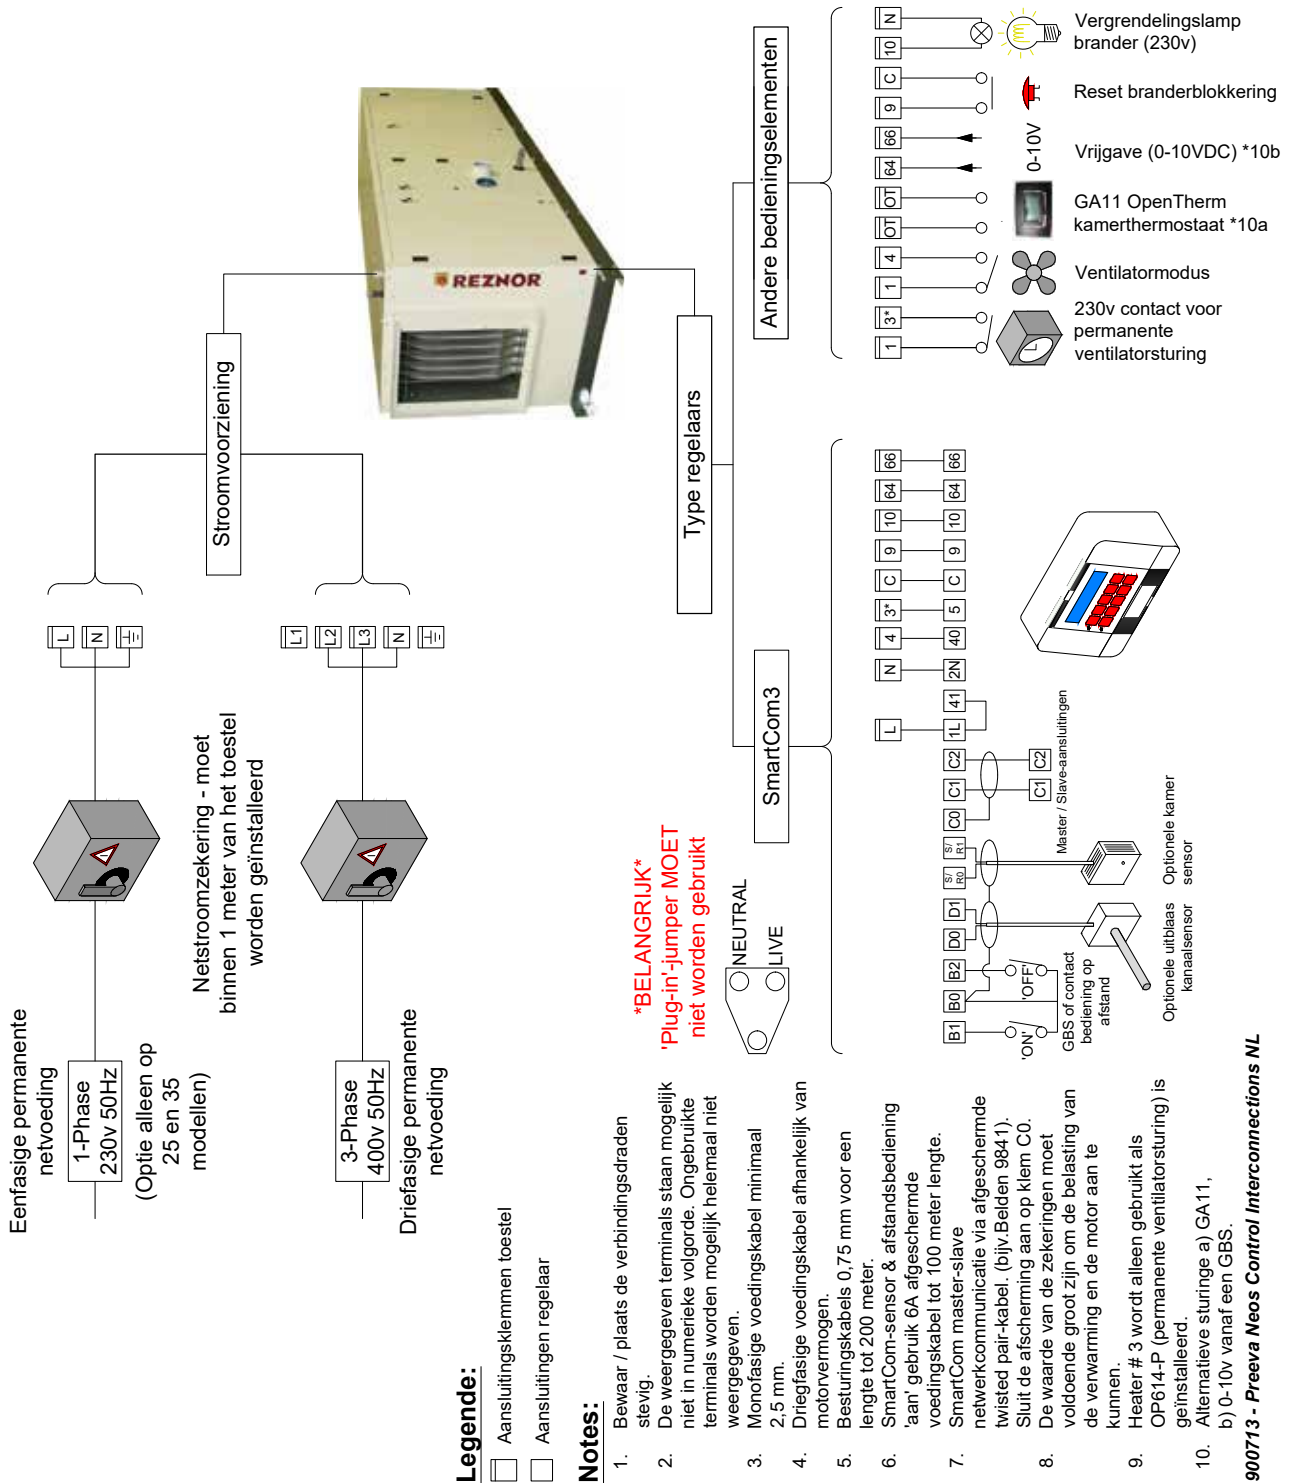 Eenfasige permanente
netvoeding
1-Phase
230v 50Hz
(Optie alleen op
25 en 35
modellen)
Netstroomzekering - moet
binnen 1 meter van het toestel
worden geïnstalleerd
L
N
Stroomvoorziening
3-Phase
400v 50Hz
Driefasige permanente
netvoeding
L1
L2
L3
N
REZNOR
Type regelaars
SmartCom3
Andere bedieningselementen
*BELANGRIJK*
'Plug-in'-jumper MOET
niet worden gebruikt
NEUTRAL
LIVE
L
N
4
3*
C
9
10
64
66
B1
B0
B2
D0
D1
S/
R0
S/
R1
C0
C1
C2
1L
41
2N
40
5
C
9
10
64
66
'ON'
'OFF'
GBS of contact
bediening op
afstand
Optionele uitblaas
kanaalsensor
Optionele kamer
sensor
C1
C2
Master / Slave-aansluitingen
1
3*
1
4
OT
OT
64
66
9
C
10
N
0-10V
Vergrendelingslamp
brander (230v)
Reset branderblokkering
Vrijgave (0-10VDC) *10b
GA11 OpenTherm
kamerthermostaat *10a
Ventilatormodus
230v contact voor
permanente
ventilatorsturing
Legende:
Aansluitingsklemmen toestel
Aansluitingen regelaar
Notes:
1. Bewaar / plaats de verbindingsdraden
stevig.
2. De weergegeven terminals staan mogelijk
niet in numerieke volgorde. Ongebruikte
terminals worden mogelijk helemaal niet
weergegeven.
3. Monofasige voedingskabel minimaal
2,5 mm.
4. Driegfasige voedingskabel afhankelijk van
motorvermogen.
5. Besturingskabels 0,75 mm voor een
lengte tot 200 meter.
6. SmartCom-sensor & afstandsbediening
'aan' gebruik 6A afgeschermde
voedingskabel tot 100 meter lengte.
7. SmartCom master-slave
netwerkcommunicatie via afgeschermde
twisted pair-kabel. (bijv.Belden 9841).
Sluit de afscherming aan op klem C0.
8. De waarde van de zekeringen moet
voldoende groot zijn om de belasting van
de verwarming en de motor aan te
kunnen.
9. Heater # 3 wordt alleen gebruikt als
OP614-P (permanente ventilatorsturing) is
geïnstalleerd.
10. Alternatieve sturinge a) GA11,
b) 0-10v vanaf een GBS.
900713 - Preeva Neos Control Interconnections NL